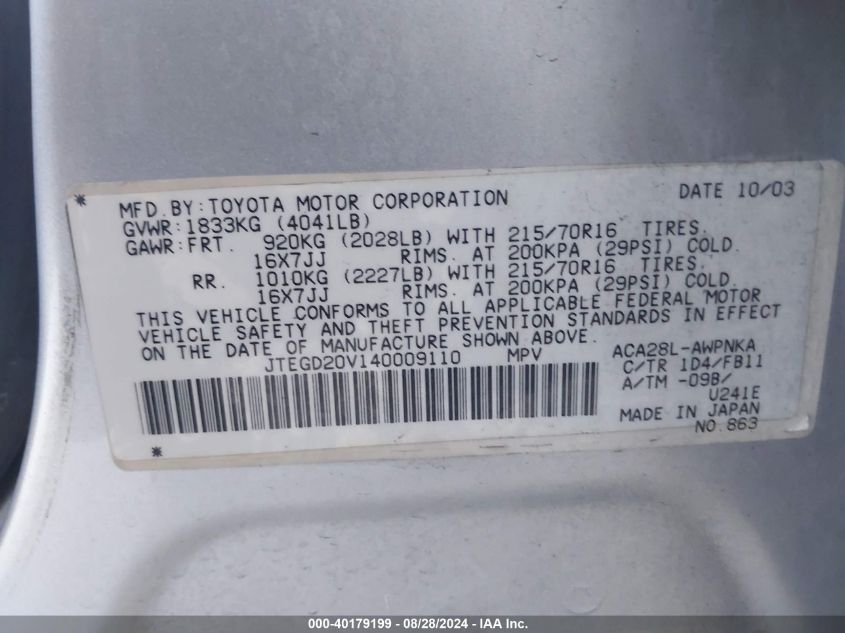 MFD.BY:TOYOTA MOTOR CORPORATION DATE 10/03
GVWR:1833KG (4041LB)
GAWR:FRT. 920KG (2028LB) WITH 215/70R16 TIRES.
16X7JJ RIMS. AT 200KPA (29PSI) COLD.
RR. 1010KG (2227LB) WITH 215/70R16 TIRES.
16X7JJ RIMS. AT 200KPA (29PSI) COLD.
THIS VEHICLE CONFORMS TO ALL APPLICABLE FEDERAL MOTOR
VEHICLE SAFETY AND THEFT PREVENTION STANDARDS IN EFFECT
ON THE DATE OF MANUFACTURE SHOWN ABOVE.
JTEGD20V140009110 MPV
ACA28L-AWPNKA
C/TR 1D4/FB11
A/TM -09B/
U241E
MADE IN JAPAN
NO.863
000-40179199 - 08/28/2024 - IAA Inc.